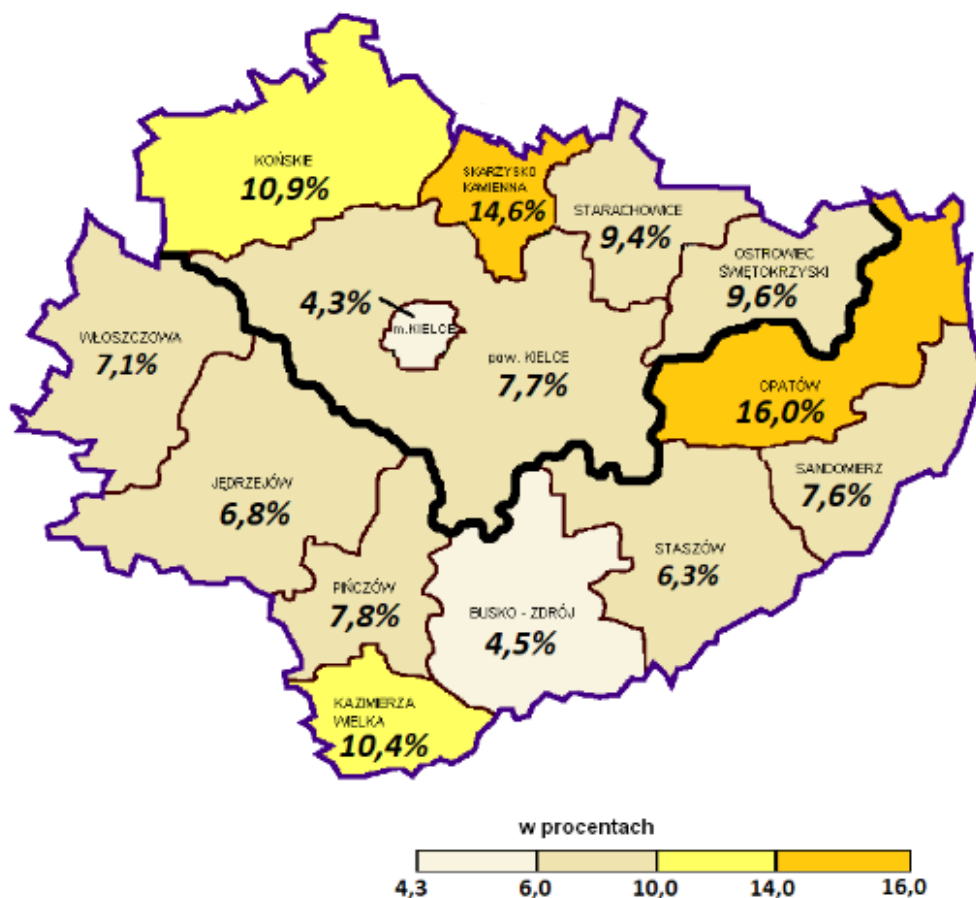 KOŃSKIE
10,9%
SKARŻYSKO
KAMIENNA
14,6%
STARACHOWICE
9,4%
OSTROWIEC
ŚWIĘTOKRZYSKI
9,6%
4,3%
m.KIELCE
WŁOSZCZOWA
7,1%
pow. KIELCE
7,7%
OPATÓW
16,0%
SANDOMIERZ
7,6%
JĘDRZEJÓW
6,8%
STASZÓW
6,3%
PIŃCZÓW
7,8%
BUSKO - ZDRÓJ
4,5%
KAZIMIERZA
WIELKA
10,4%
w procentach
4,3 6,0 10,0 14,0 16,0